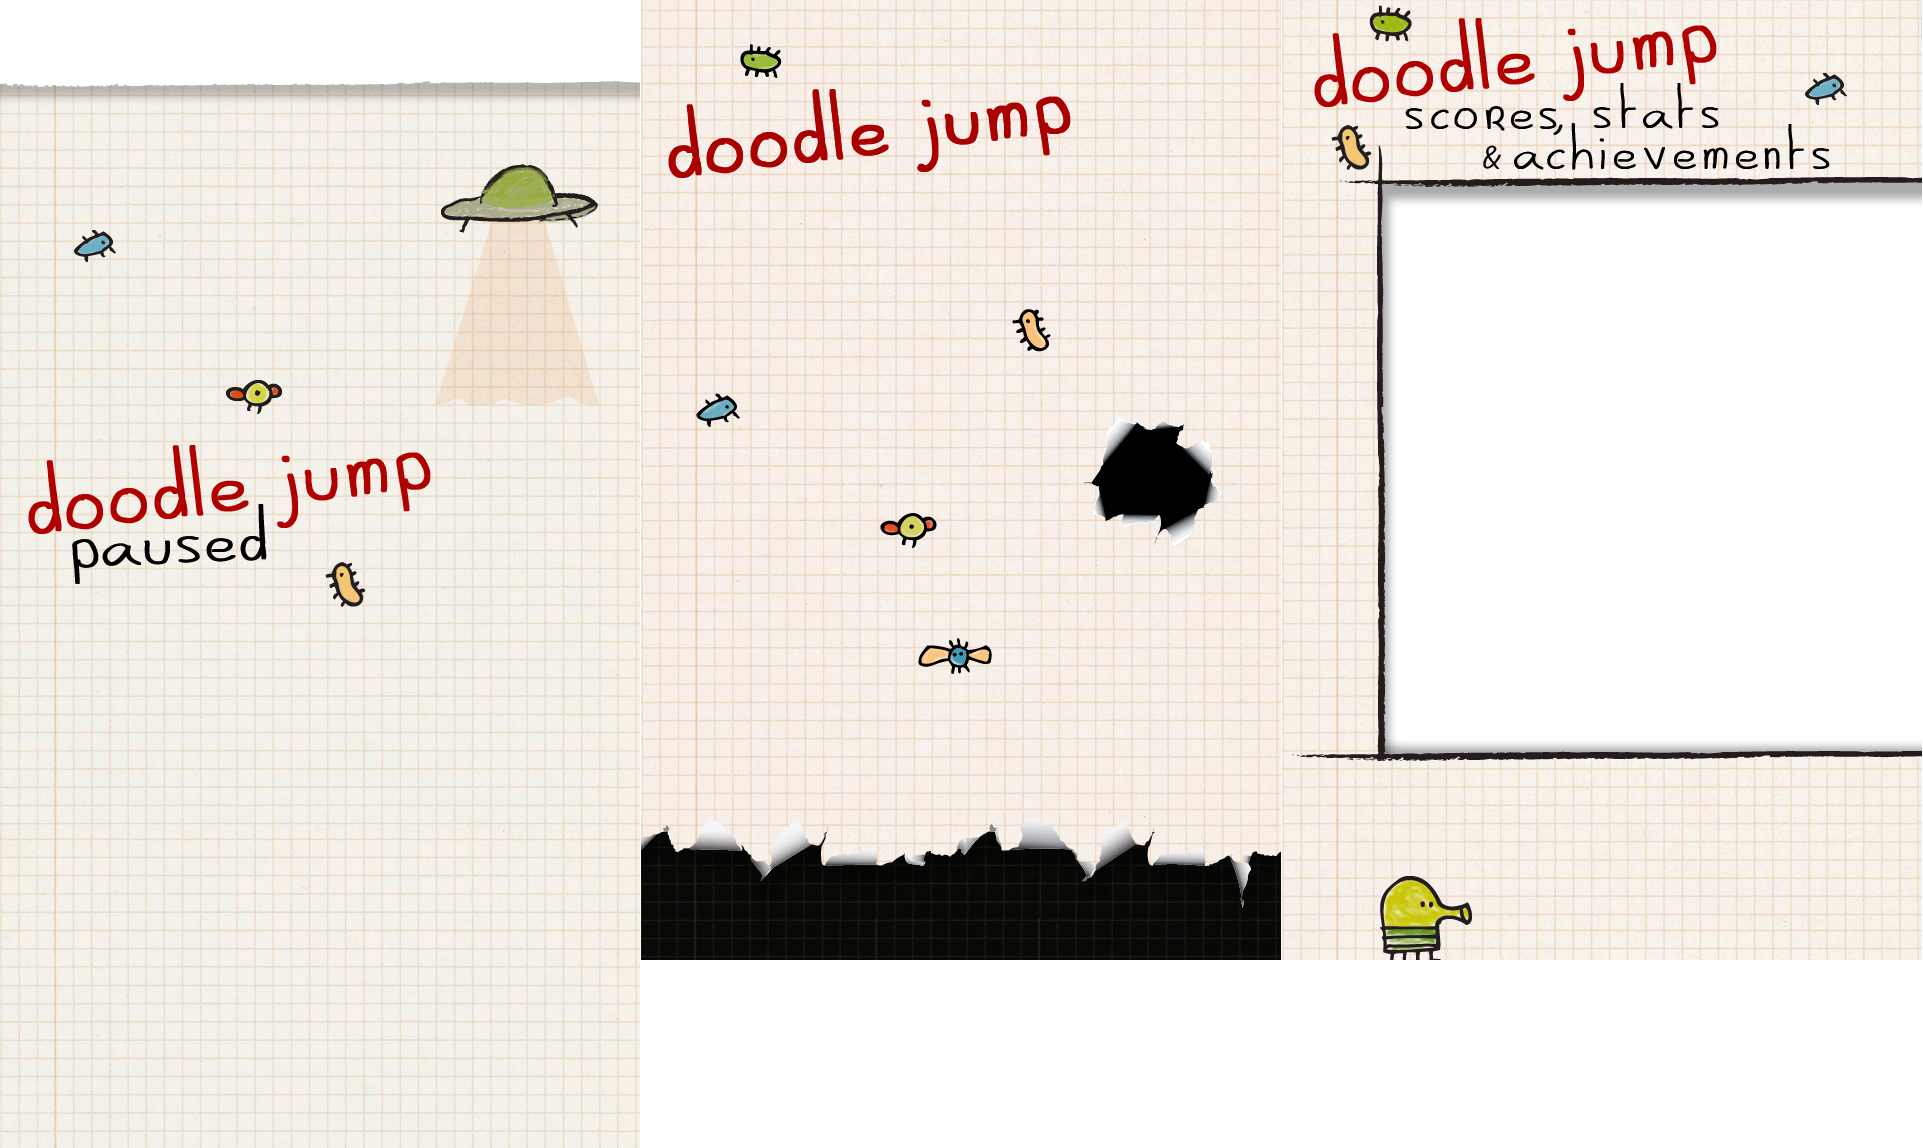 doodle jump
paused
doodle jump
doodle jump
scores, stats
& achievements